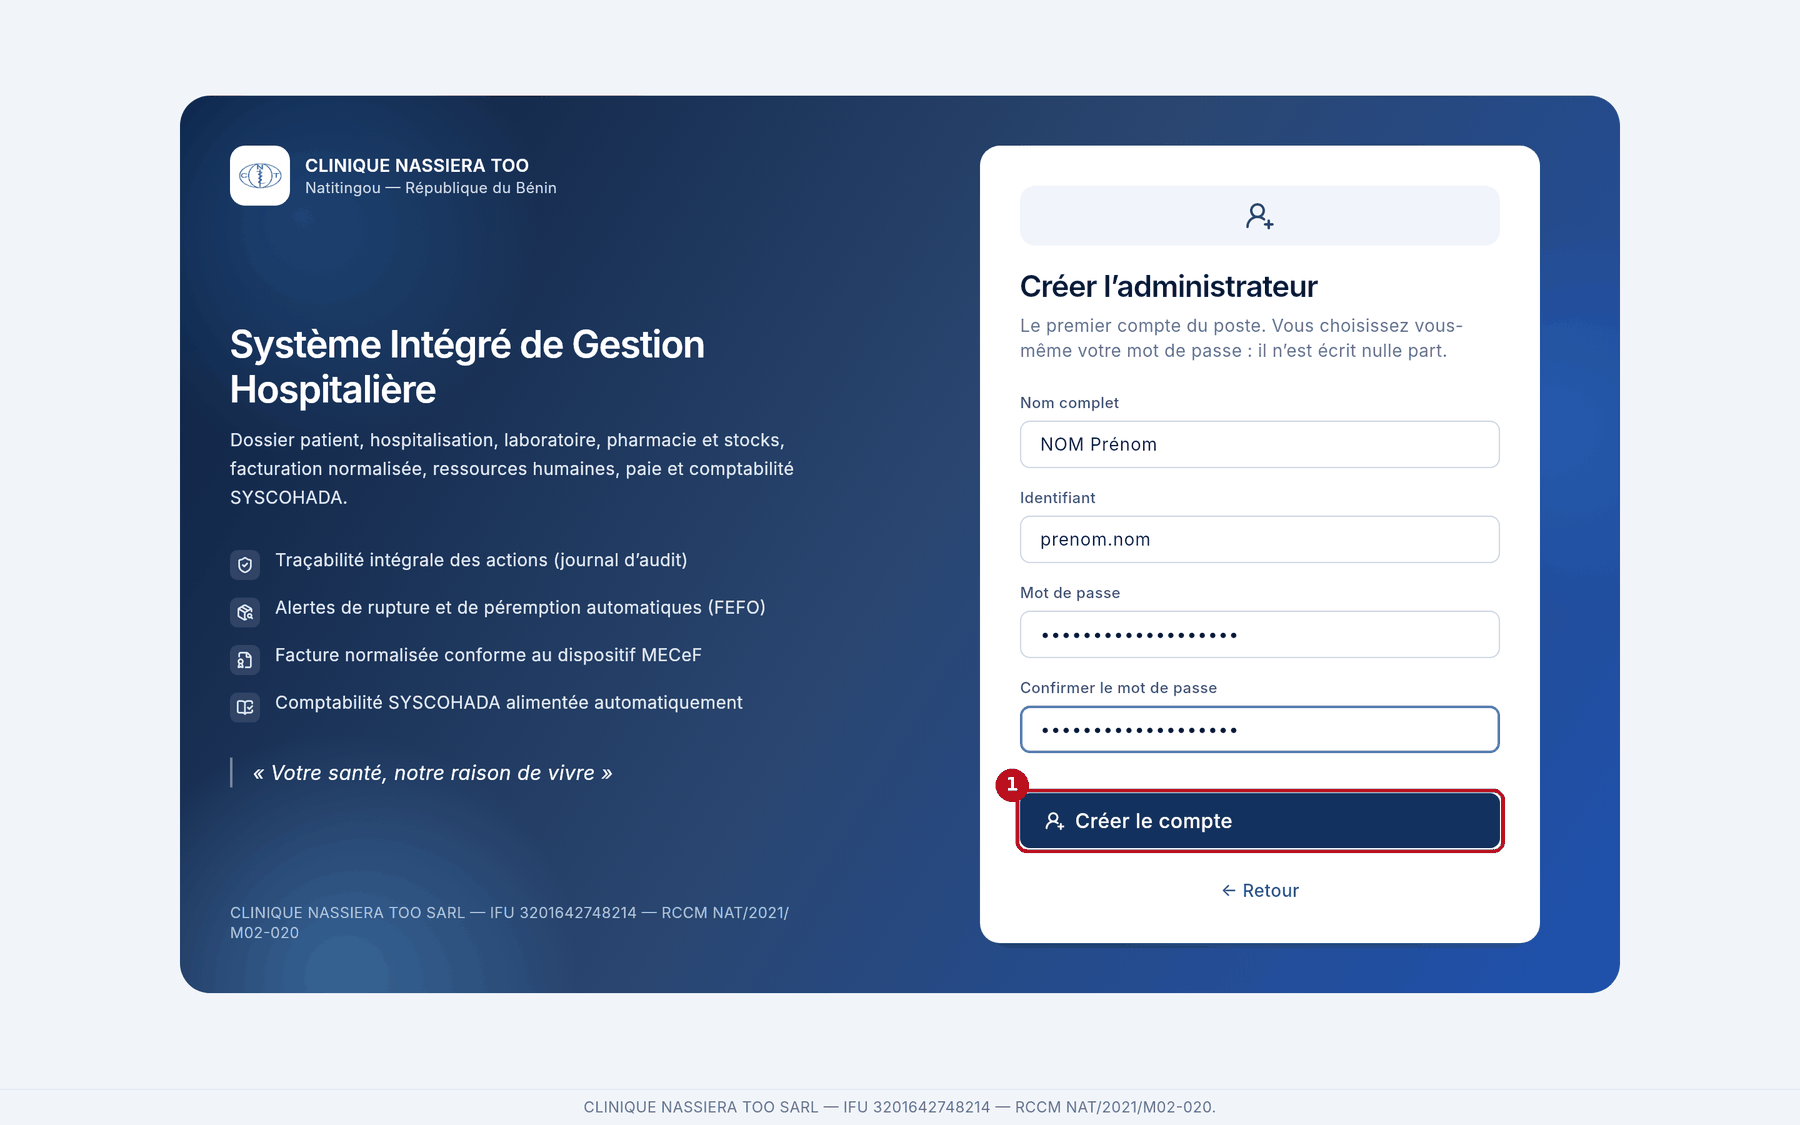 C N T
CLINIQUE NASSIERA TOO
Natitingou — République du Bénin
Système Intégré de Gestion
Hospitalière
Dossier patient, hospitalisation, laboratoire, pharmacie et stocks,
facturation normalisée, ressources humaines, paie et comptabilité
SYSCOHADA.
Traçabilité intégrale des actions (journal d’audit)
Alertes de rupture et de péremption automatiques (FEFO)
Facture normalisée conforme au dispositif MECeF
Comptabilité SYSCOHADA alimentée automatiquement
« Votre santé, notre raison de vivre »
CLINIQUE NASSIERA TOO SARL — IFU 3201642748214 — RCCM NAT/2021/
M02-020
Créer l’administrateur
Le premier compte du poste. Vous choisissez vous-
même votre mot de passe : il n’est écrit nulle part.
Nom complet
NOM Prénom
Identifiant
prenom.nom
Mot de passe
•••••••••••••••••••
Confirmer le mot de passe
•••••••••••••••••••
1
Créer le compte
← Retour
CLINIQUE NASSIERA TOO SARL — IFU 3201642748214 — RCCM NAT/2021/M02-020.